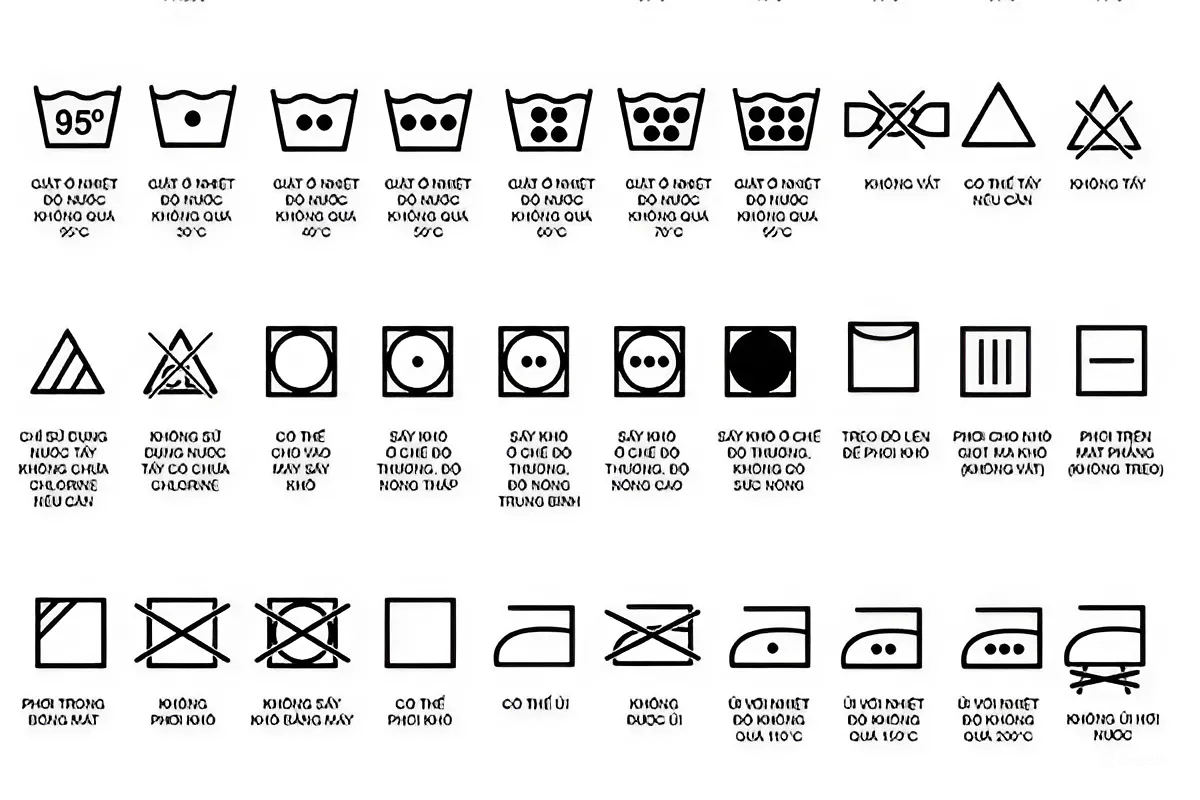 95º
GIẶT Ở NHIỆT
ĐỘ NƯỚC
KHÔNG QUÁ
95°C
GIẶT Ở NHIỆT
ĐỘ NƯỚC
KHÔNG QUÁ
30°C
GIẶT Ở NHIỆT
ĐỘ NƯỚC
KHÔNG QUÁ
40°C
GIẶT Ở NHIỆT
ĐỘ NƯỚC
KHÔNG QUÁ
50°C
GIẶT Ở NHIỆT
ĐỘ NƯỚC
KHÔNG QUÁ
60°C
GIẶT Ở NHIỆT
ĐỘ NƯỚC
KHÔNG QUÁ
70°C
GIẶT Ở NHIỆT
ĐỘ NƯỚC
KHÔNG QUÁ
95°C
KHÔNG VẮT
CÓ THỂ TẨY
NẾU CẦN
KHÔNG TẨY
CHỈ SỬ DỤNG
NƯỚC TẨY
KHÔNG CHỨA
CHLORINE
NẾU CẦN
KHÔNG SỬ
DỤNG NƯỚC
TẨY CÓ CHỨA
CHLORINE
CÓ THỂ
CHO VÀO
MÁY SẤY
KHÔ
SẤY KHÔ
Ở CHẾ ĐỘ
THƯỜNG, ĐỘ
NÓNG THẤP
SẤY KHÔ
Ở CHẾ ĐỘ
THƯỜNG,
ĐỘ NÓNG
TRUNG BÌNH
SẤY KHÔ
Ở CHẾ ĐỘ
THƯỜNG, ĐỘ
NÓNG CAO
SẤY KHÔ Ở CHẾ
ĐỘ THƯỜNG,
KHÔNG CÓ
SỨC NÓNG
TREO ĐỒ LÊN
ĐỂ PHƠI KHÔ
PHƠI CHO NHỎ
GIỌT MÀ KHÔ
(KHÔNG VẮT)
PHƠI TRÊN
MẶT PHẲNG
(KHÔNG TREO)
PHƠI TRONG
BÓNG MÁT
KHÔNG
PHƠI KHÔ
KHÔNG SẤY
KHÔ BẰNG MÁY
CÓ THỂ
PHƠI KHÔ
CÓ THỂ ỦI
KHÔNG
ĐƯỢC ỦI
ỦI VỚI NHIỆT
ĐỘ KHÔNG
QUÁ 110°C
ỦI VỚI NHIỆT
ĐỘ KHÔNG
QUÁ 150°C
ỦI VỚI NHIỆT
ĐỘ KHÔNG
QUÁ 200°C
KHÔNG ỦI HƠI
NƯỚC